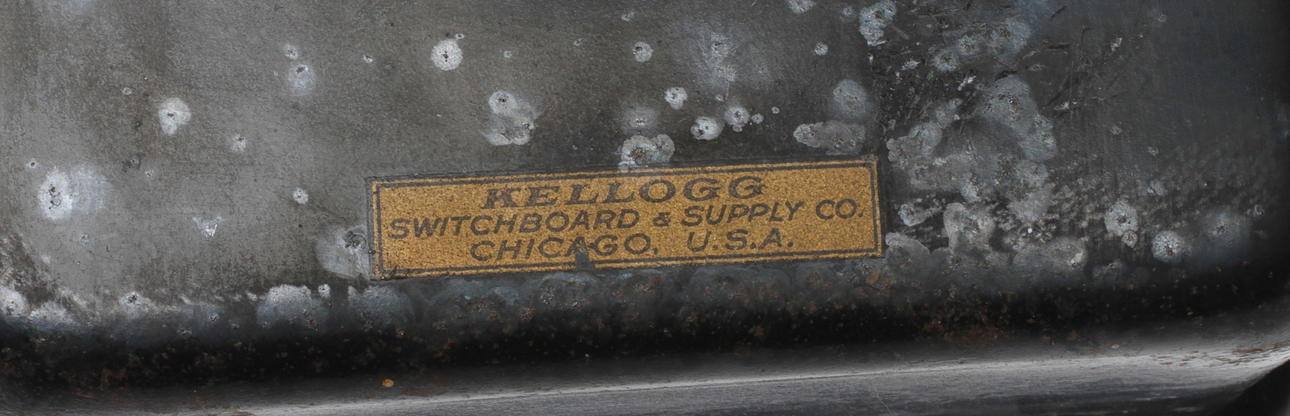 KELLOGG
SWITCHBOARD & SUPPLY CO.
CHICAGO, U.S.A.